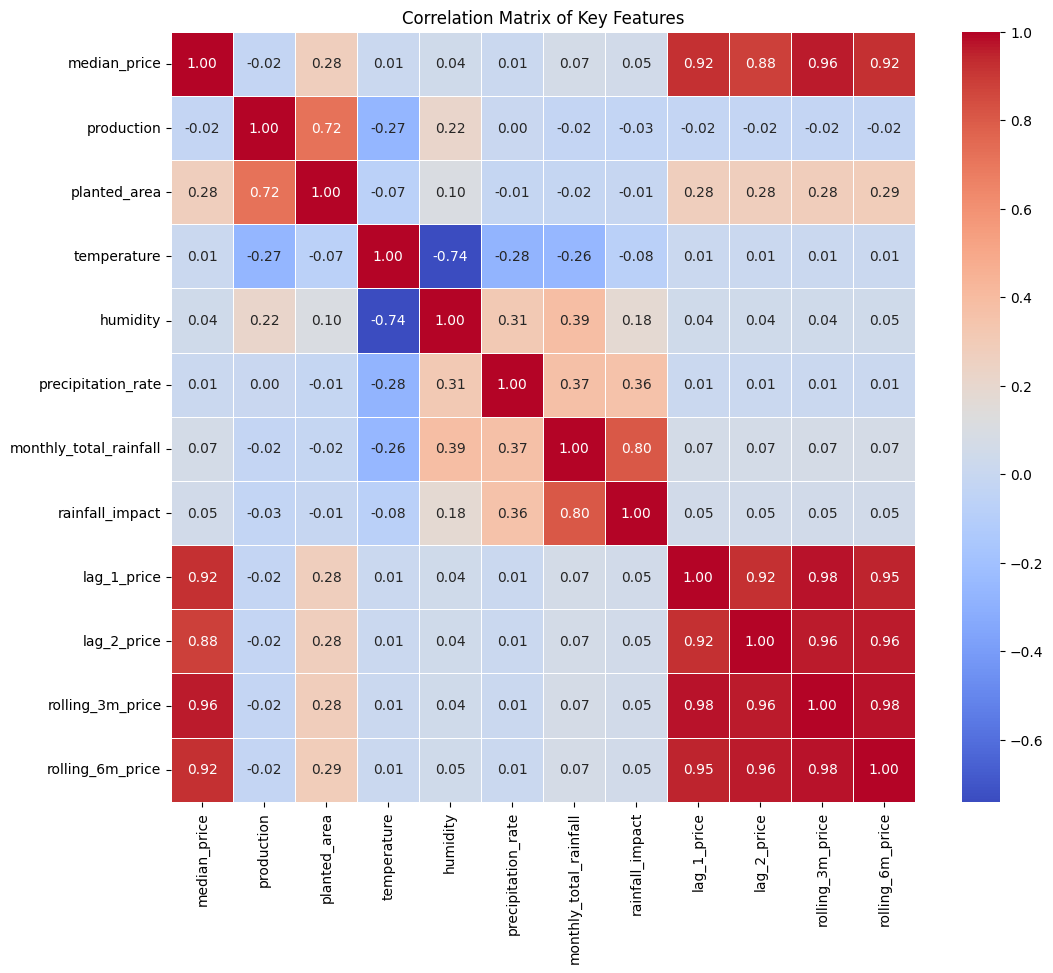 Correlation Matrix of Key Features
median_price 1.00 -0.02 0.28 0.01 0.04 0.01 0.07 0.05 0.92 0.88 0.96 0.92
production -0.02 1.00 0.72 -0.27 0.22 0.00 -0.02 -0.03 -0.02 -0.02 -0.02 -0.02
planted_area 0.28 0.72 1.00 -0.07 0.10 -0.01 -0.02 -0.01 0.28 0.28 0.28 0.29
temperature 0.01 -0.27 -0.07 1.00 -0.74 -0.28 -0.26 -0.08 0.01 0.01 0.01 0.01
humidity 0.04 0.22 0.10 -0.74 1.00 0.31 0.39 0.18 0.04 0.04 0.04 0.05
precipitation_rate 0.01 0.00 -0.01 -0.28 0.31 1.00 0.37 0.36 0.01 0.01 0.01 0.01
monthly_total_rainfall 0.07 -0.02 -0.02 -0.26 0.39 0.37 1.00 0.80 0.07 0.07 0.07 0.07
rainfall_impact 0.05 -0.03 -0.01 -0.08 0.18 0.36 0.80 1.00 0.05 0.05 0.05 0.05
lag_1_price 0.92 -0.02 0.28 0.01 0.04 0.01 0.07 0.05 1.00 0.92 0.98 0.95
lag_2_price 0.88 -0.02 0.28 0.01 0.04 0.01 0.07 0.05 0.92 1.00 0.96 0.96
rolling_3m_price 0.96 -0.02 0.28 0.01 0.04 0.01 0.07 0.05 0.98 0.96 1.00 0.98
rolling_6m_price 0.92 -0.02 0.29 0.01 0.05 0.01 0.07 0.05 0.95 0.96 0.98 1.00
median_price
production
planted_area
temperature
humidity
precipitation_rate
monthly_total_rainfall
rainfall_impact
lag_1_price
lag_2_price
rolling_3m_price
rolling_6m_price
1.0
0.8
0.6
0.4
0.2
0.0
−0.2
−0.4
−0.6